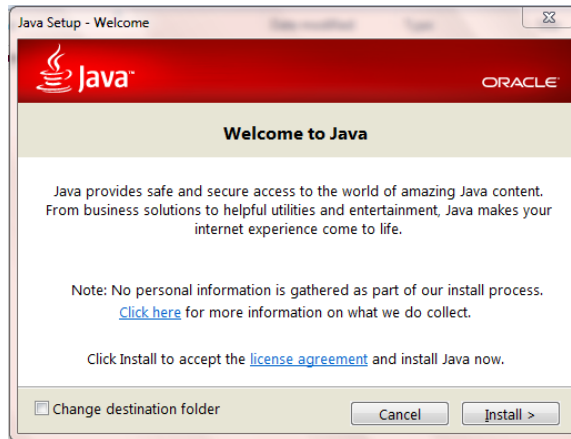 Java Setup - Welcome
Java™
ORACLE
Welcome to Java
Java provides safe and secure access to the world of amazing Java content.
From business solutions to helpful utilities and entertainment, Java makes your
internet experience come to life.
Note: No personal information is gathered as part of our install process.
Click here for more information on what we do collect.
Click Install to accept the license agreement and install Java now.
Change destination folder
Cancel
Install >